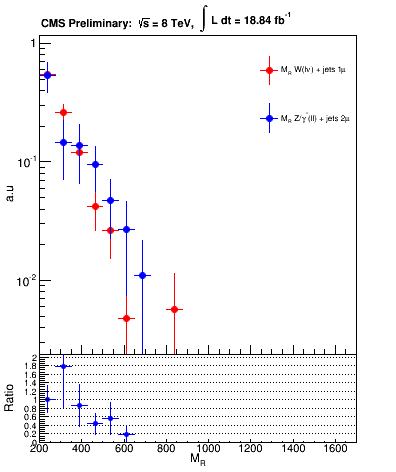 CMS Preliminary: √s = 8 TeV, ∫ L dt = 18.84 fb⁻¹
1
M_R W(lν) + jets 1μ
M_R Z/γ*(ll) + jets 2μ
10⁻¹
a.u
10⁻²
2
1.8
1.6
1.4
1.2
1
0.8
0.6
0.4
0.2
0
Ratio
200 400 600 800 1000 1200 1400 1600
M_R